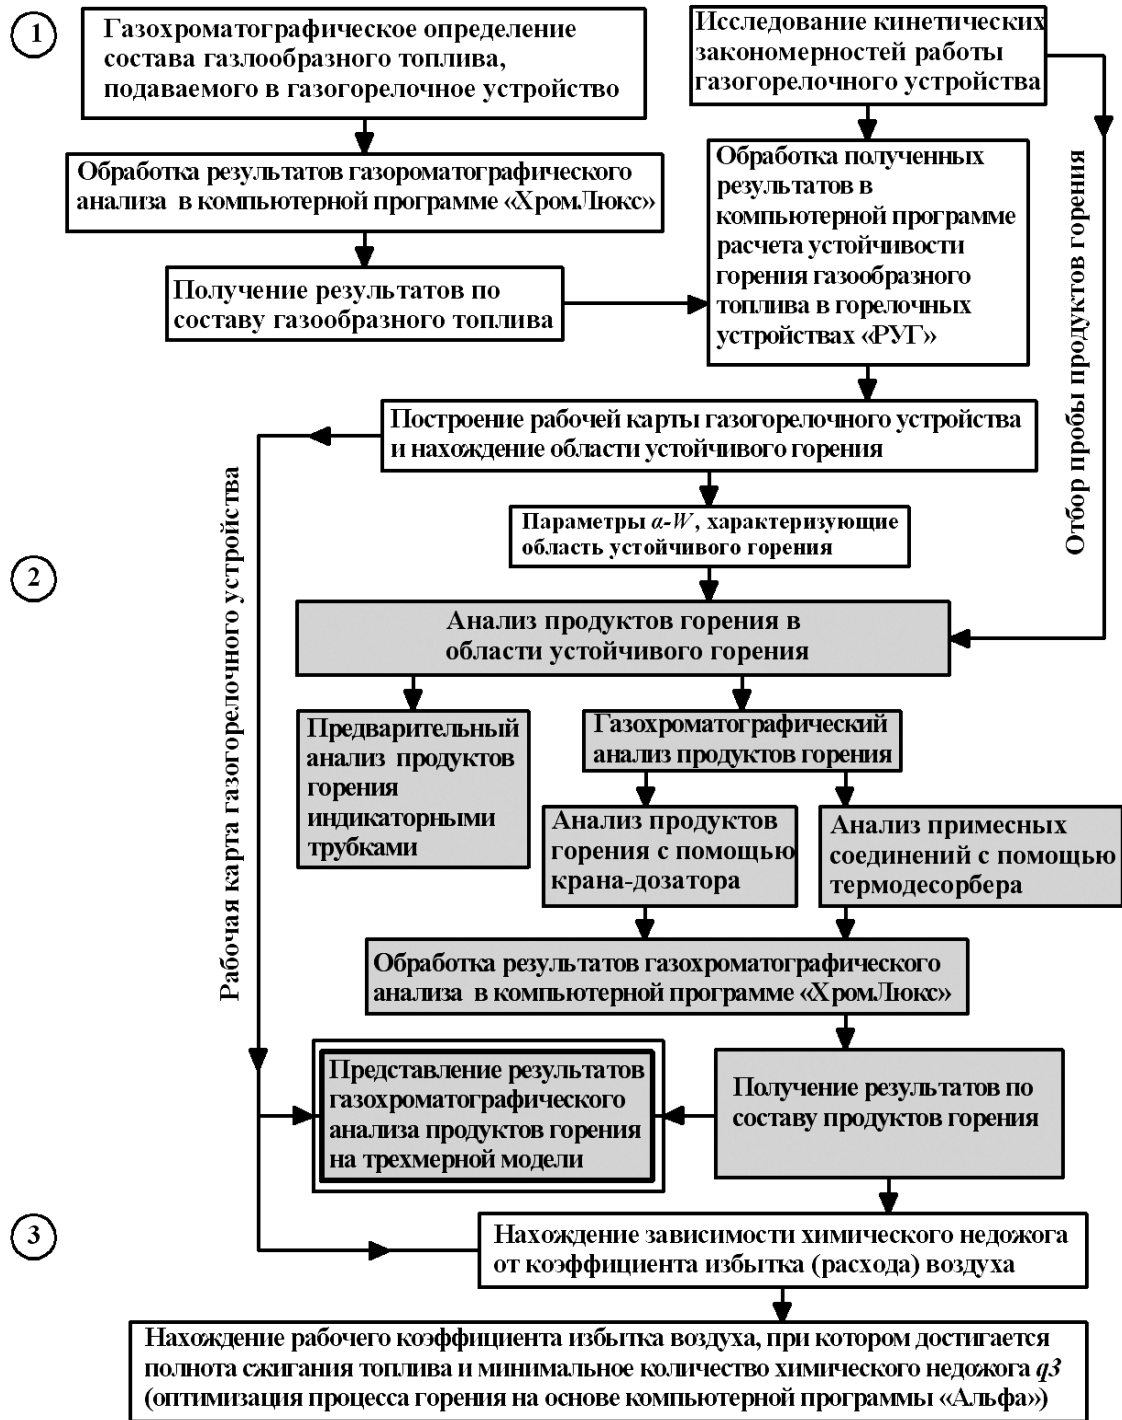 1
Газохроматографическое определение
состава газлообразного топлива,
подаваемого в газогорелочное устройство
Исследование кинетических
закономерностей работы
газогорелочного устройства
Обработка результатов газороматографического
анализа в компьютерной программе «ХромЛюкс»
Обработка полученных
результатов в
компьютерной программе
расчета устойчивости
горения газообразного
топлива в горелочных
устройствах «РУГ»
Получение результатов по
составу газообразного топлива
Отбор пробы продуктов горения
Построение рабочей карты газогорелочного устройства
и нахождение области устойчивого горения
Рабочая карта газогорелочного устройства
Параметры α-W, характеризующие
область устойчивого горения
2
Анализ продуктов горения в
области устойчивого горения
Предварительный
анализ продуктов
горения
индикаторными
трубками
Газохроматографический
анализ продуктов горения
Анализ продуктов
горения с помощью
крана-дозатора
Анализ примесных
соединений с помощью
термодесорбера
Обработка результатов газохроматографического
анализа в компьютерной программе «ХромЛюкс»
Представление результатов
газохроматографического
анализа продуктов горения
на трехмерной модели
Получение результатов по
составу продуктов горения
3
Нахождение зависимости химического недожога
от коэффициента избытка (расхода) воздуха
Нахождение рабочего коэффициента избытка воздуха, при котором достигается
полнота сжигания топлива и минимальное количество химического недожога q3
(оптимизация процесса горения на основе компьютерной программы «Альфа»)